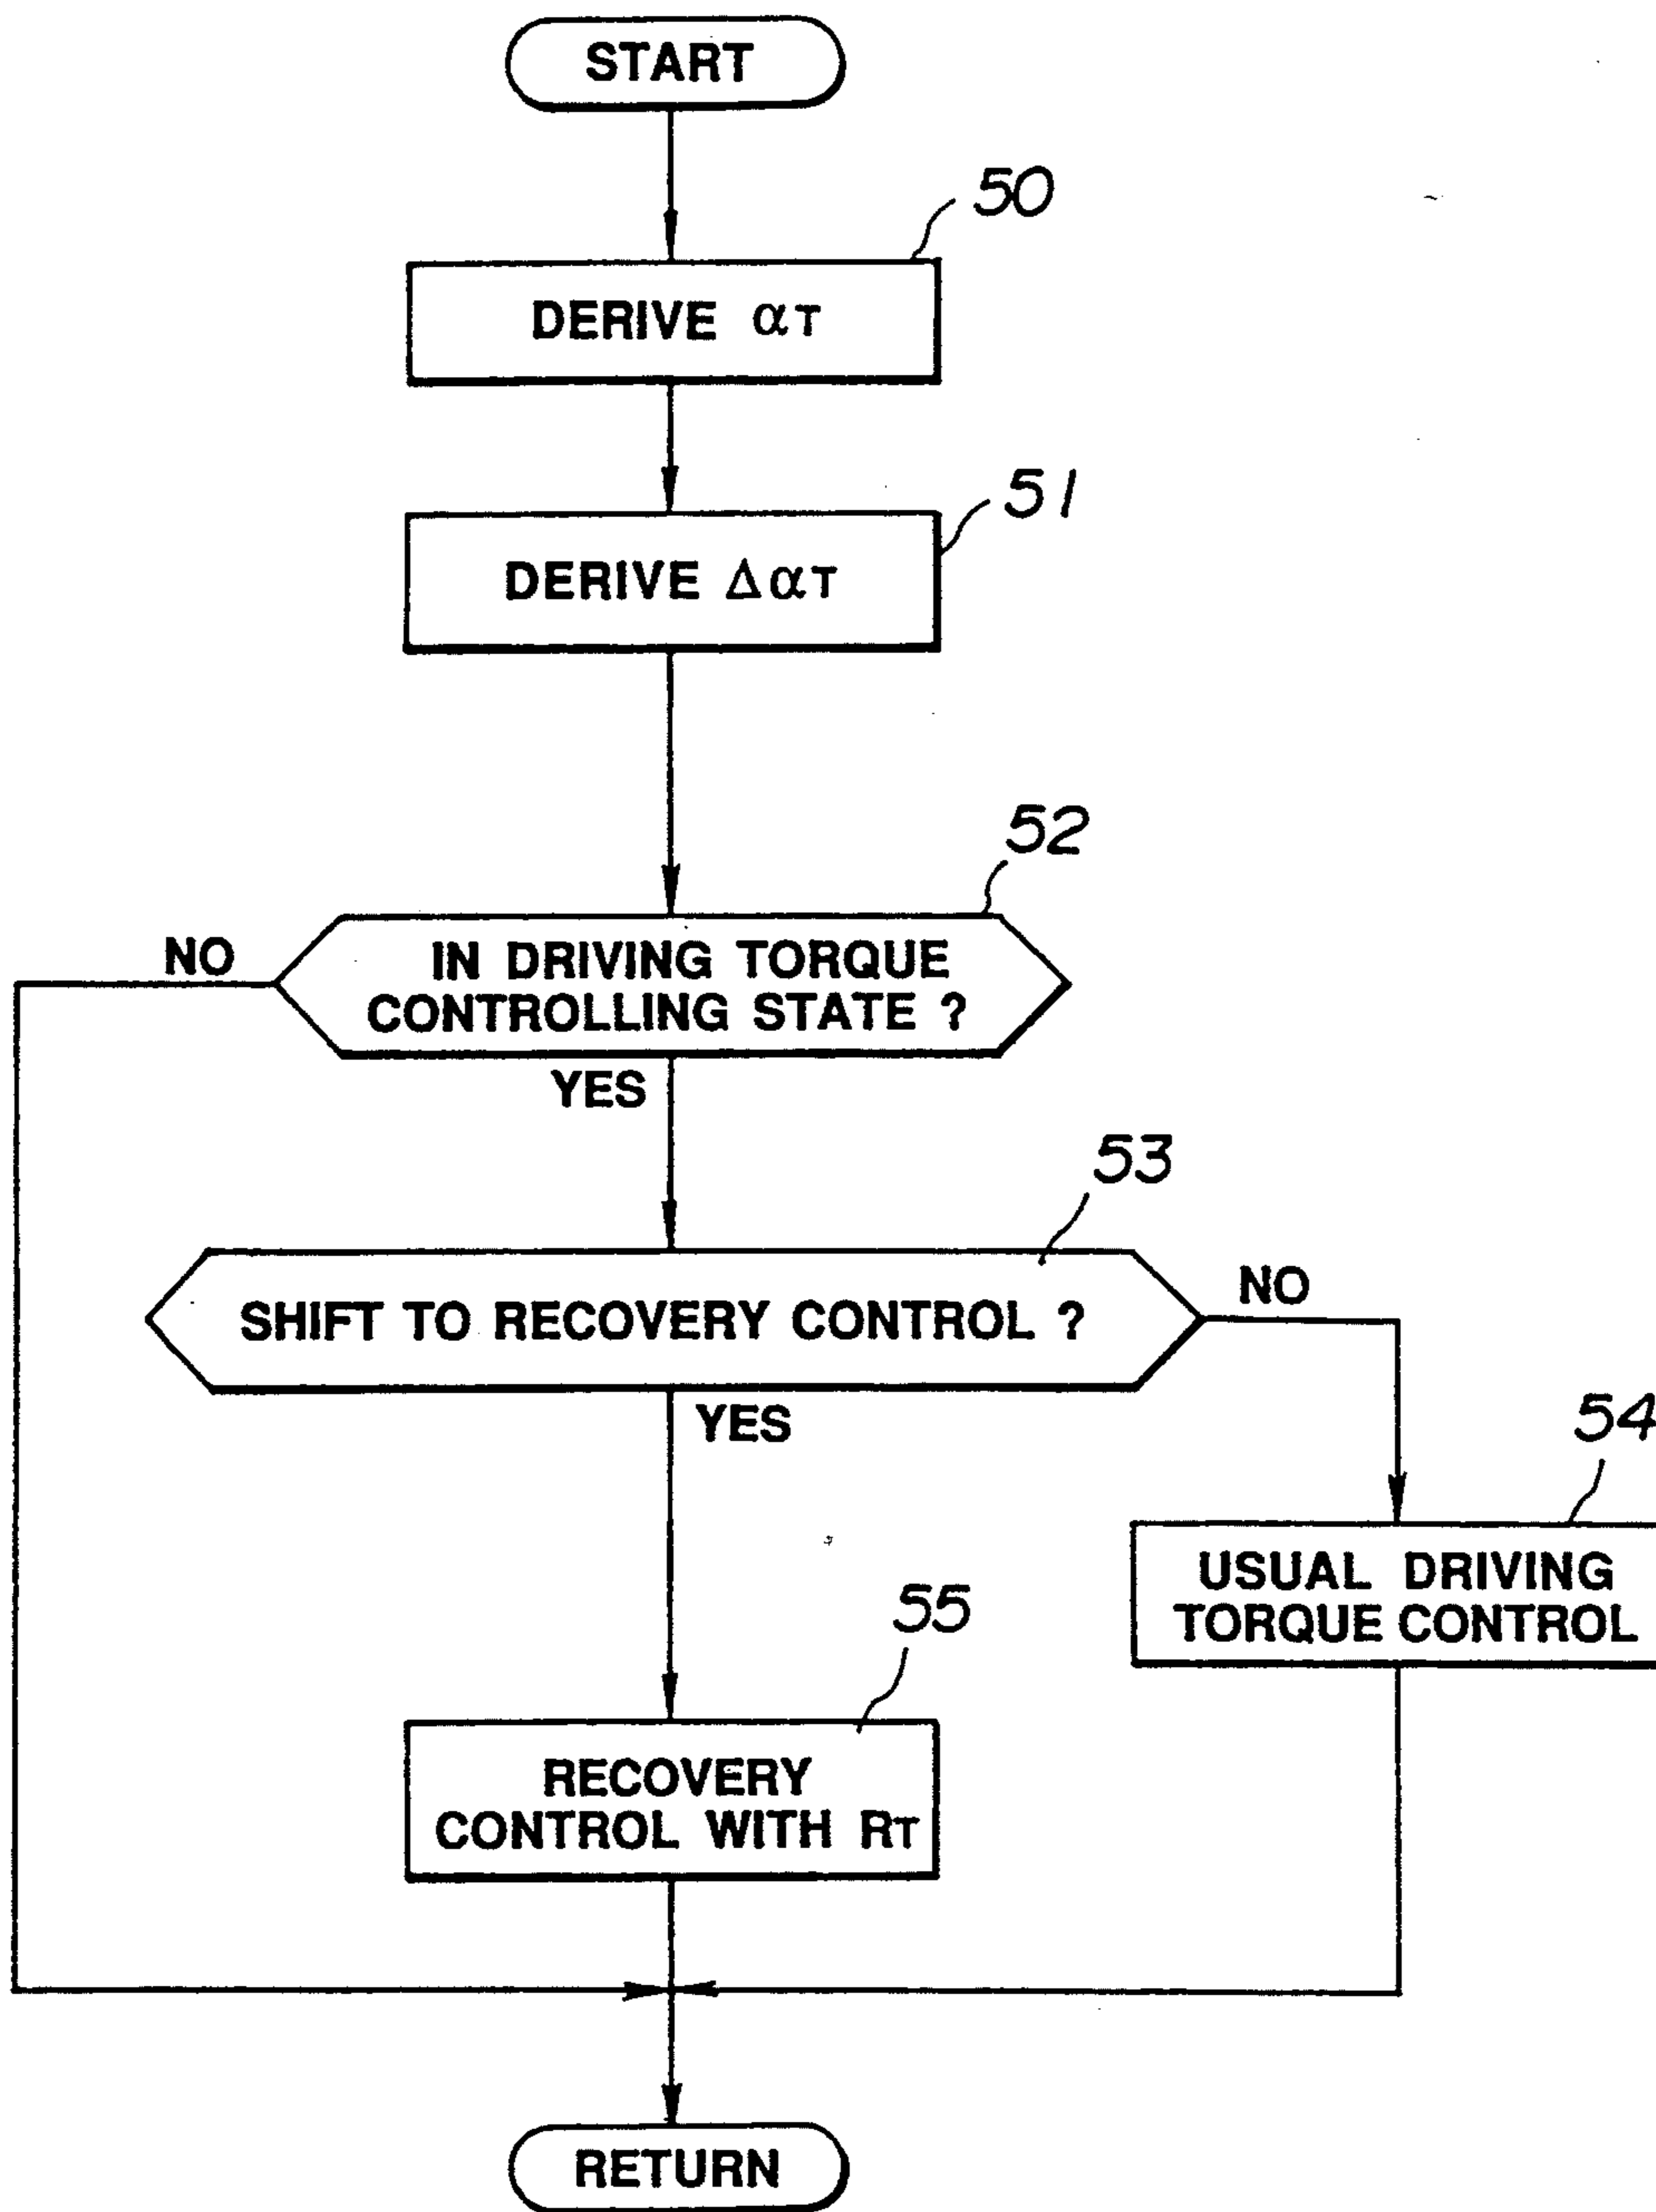 START
50
DERIVE αT
51
DERIVE ΔαT
52
NO
IN DRIVING TORQUE
CONTROLLING STATE ?
YES
53
SHIFT TO RECOVERY CONTROL ?
NO
YES
54
USUAL DRIVING
TORQUE CONTROL
55
RECOVERY
CONTROL WITH RT
RETURN